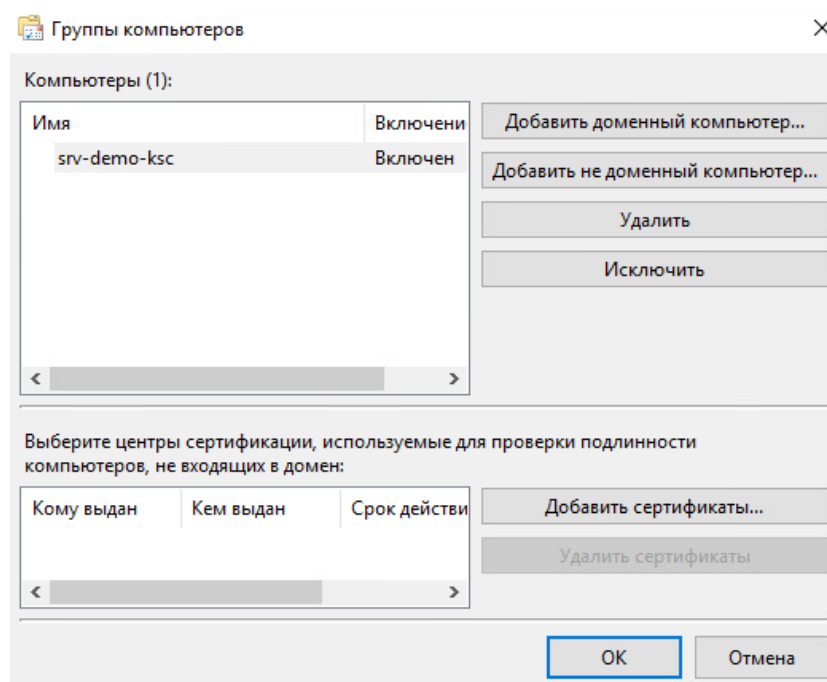 Группы компьютеров
Компьютеры (1):
Имя Включени
srv-demo-ksc Включен
Добавить доменный компьютер...
Добавить не доменный компьютер...
Удалить
Исключить
Выберите центры сертификации, используемые для проверки подлинности
компьютеров, не входящих в домен:
Кому выдан Кем выдан Срок действи
Добавить сертификаты...
Удалить сертификаты
ОК Отмена